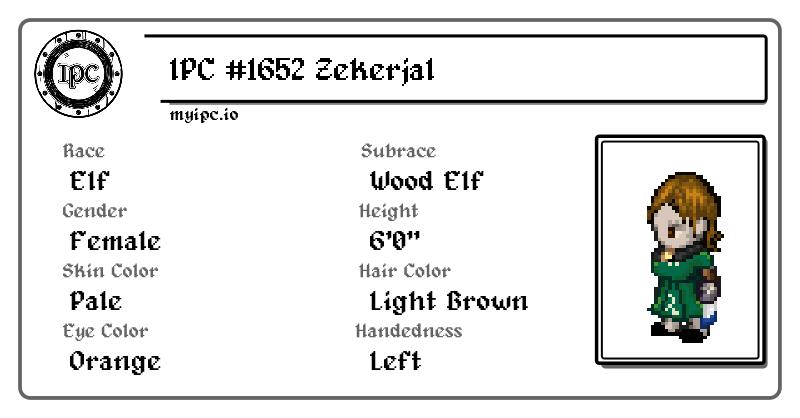 IPC
IPC #1652 Zekerjal
myipc.io
Race
Elf
Subrace
Wood Elf
Gender
Female
Height
6'0"
Skin Color
Pale
Hair Color
Light Brown
Eye Color
Orange
Handedness
Left